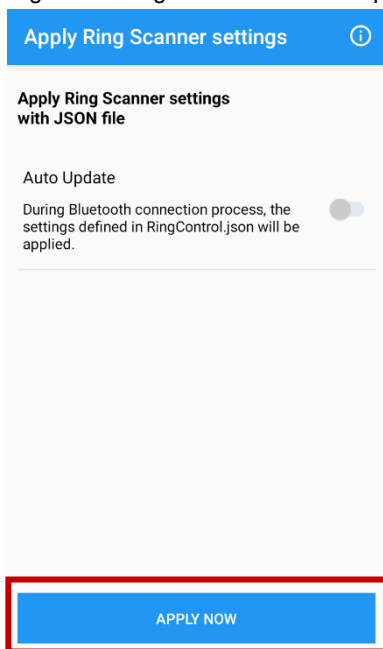 Apply Ring Scanner settings
Apply Ring Scanner settings
with JSON file
Auto Update
During Bluetooth connection process, the
settings defined in RingControl.json will be
applied.
APPLY NOW